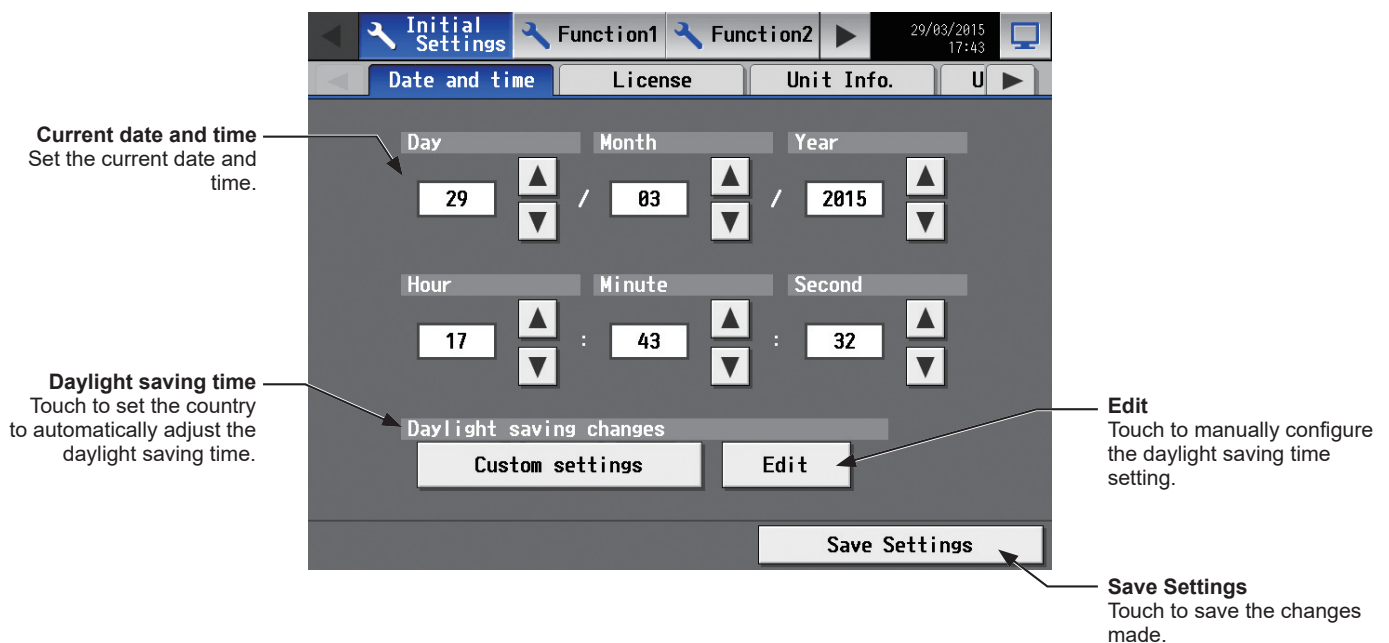 Initial
Settings
Function1
Function2
29/03/2015
17:43
Date and time
License
Unit Info.
U
Current date and time
Set the current date and
time.
Day
Month
Year
29 / 03 / 2015
Hour
Minute
Second
17 : 43 : 32
Daylight saving time
Touch to set the country
to automatically adjust the
daylight saving time.
Daylight saving changes
Custom settings
Edit
Edit
Touch to manually configure
the daylight saving time
setting.
Save Settings
Save Settings
Touch to save the changes
made.